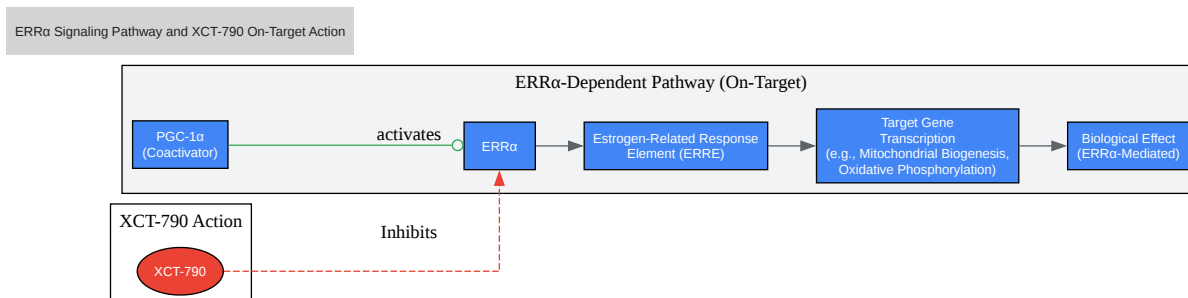 ERRα Signaling Pathway and XCT-790 On-Target Action
ERRα-Dependent Pathway (On-Target)
PGC-1α
(Coactivator)
activates
ERRα
Estrogen-Related Response
Element (ERRE)
Target Gene
Transcription
(e.g., Mitochondrial Biogenesis,
Oxidative Phosphorylation)
Biological Effect
(ERRα-Mediated)
XCT-790 Action
Inhibits
XCT-790